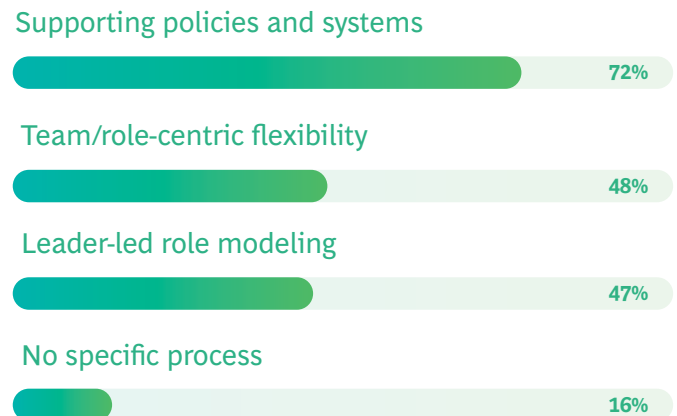 Supporting policies and systems
72%
Team/role-centric flexibility
48%
Leader-led role modeling
47%
No specific process
16%